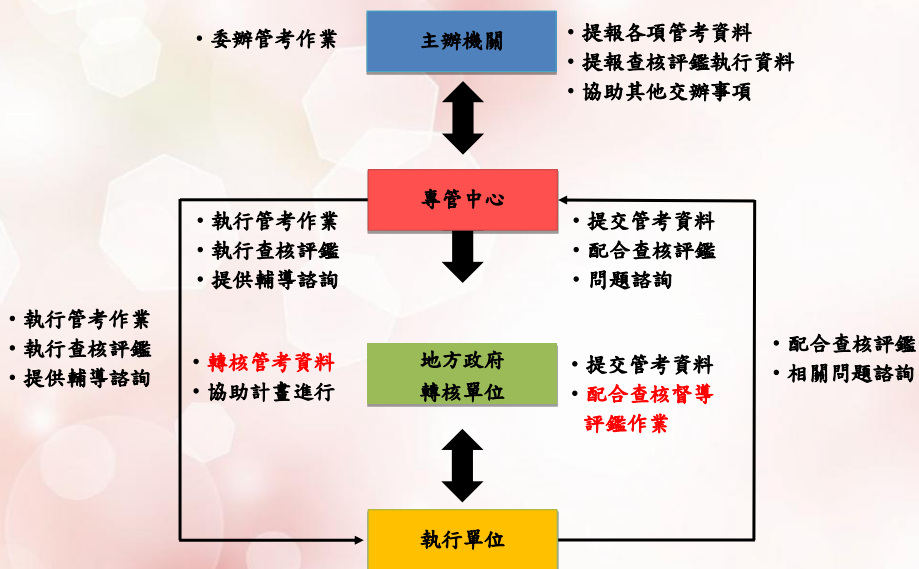 • 委辦管考作業
主辦機關
• 提報各項管考資料
• 提報查核評鑑執行資料
• 協助其他交辦事項
專管中心
• 執行管考作業
• 執行查核評鑑
• 提供輔導諮詢
• 提交管考資料
• 配合查核評鑑
• 問題諮詢
• 執行管考作業
• 執行查核評鑑
• 提供輔導諮詢
• 轉核管考資料
• 協助計畫進行
地方政府
轉核單位
• 提交管考資料
• 配合查核督導
評鑑作業
• 配合查核評鑑
• 相關問題諮詢
執行單位